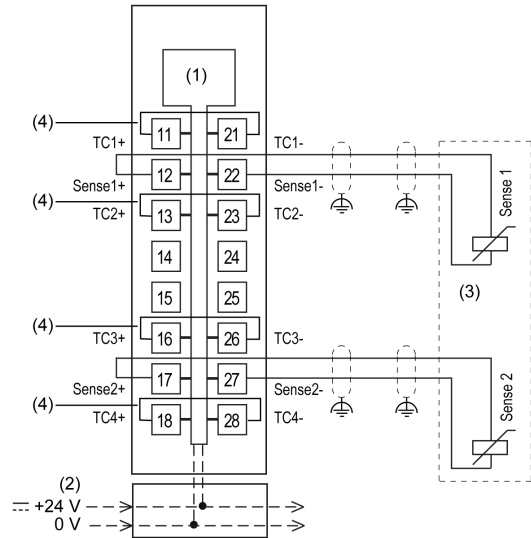 (1)
(4)
11 21
TC1+ TC1-
12 22
Sense1+ Sense1-
(4)
13 23
TC2+ TC2-
14 24
15 25
Sense 1
(3)
(4)
16 26
TC3+ TC3-
17 27
Sense2+ Sense2-
(4)
18 28
TC4+ TC4-
Sense 2
(2)
+24 V
0 V